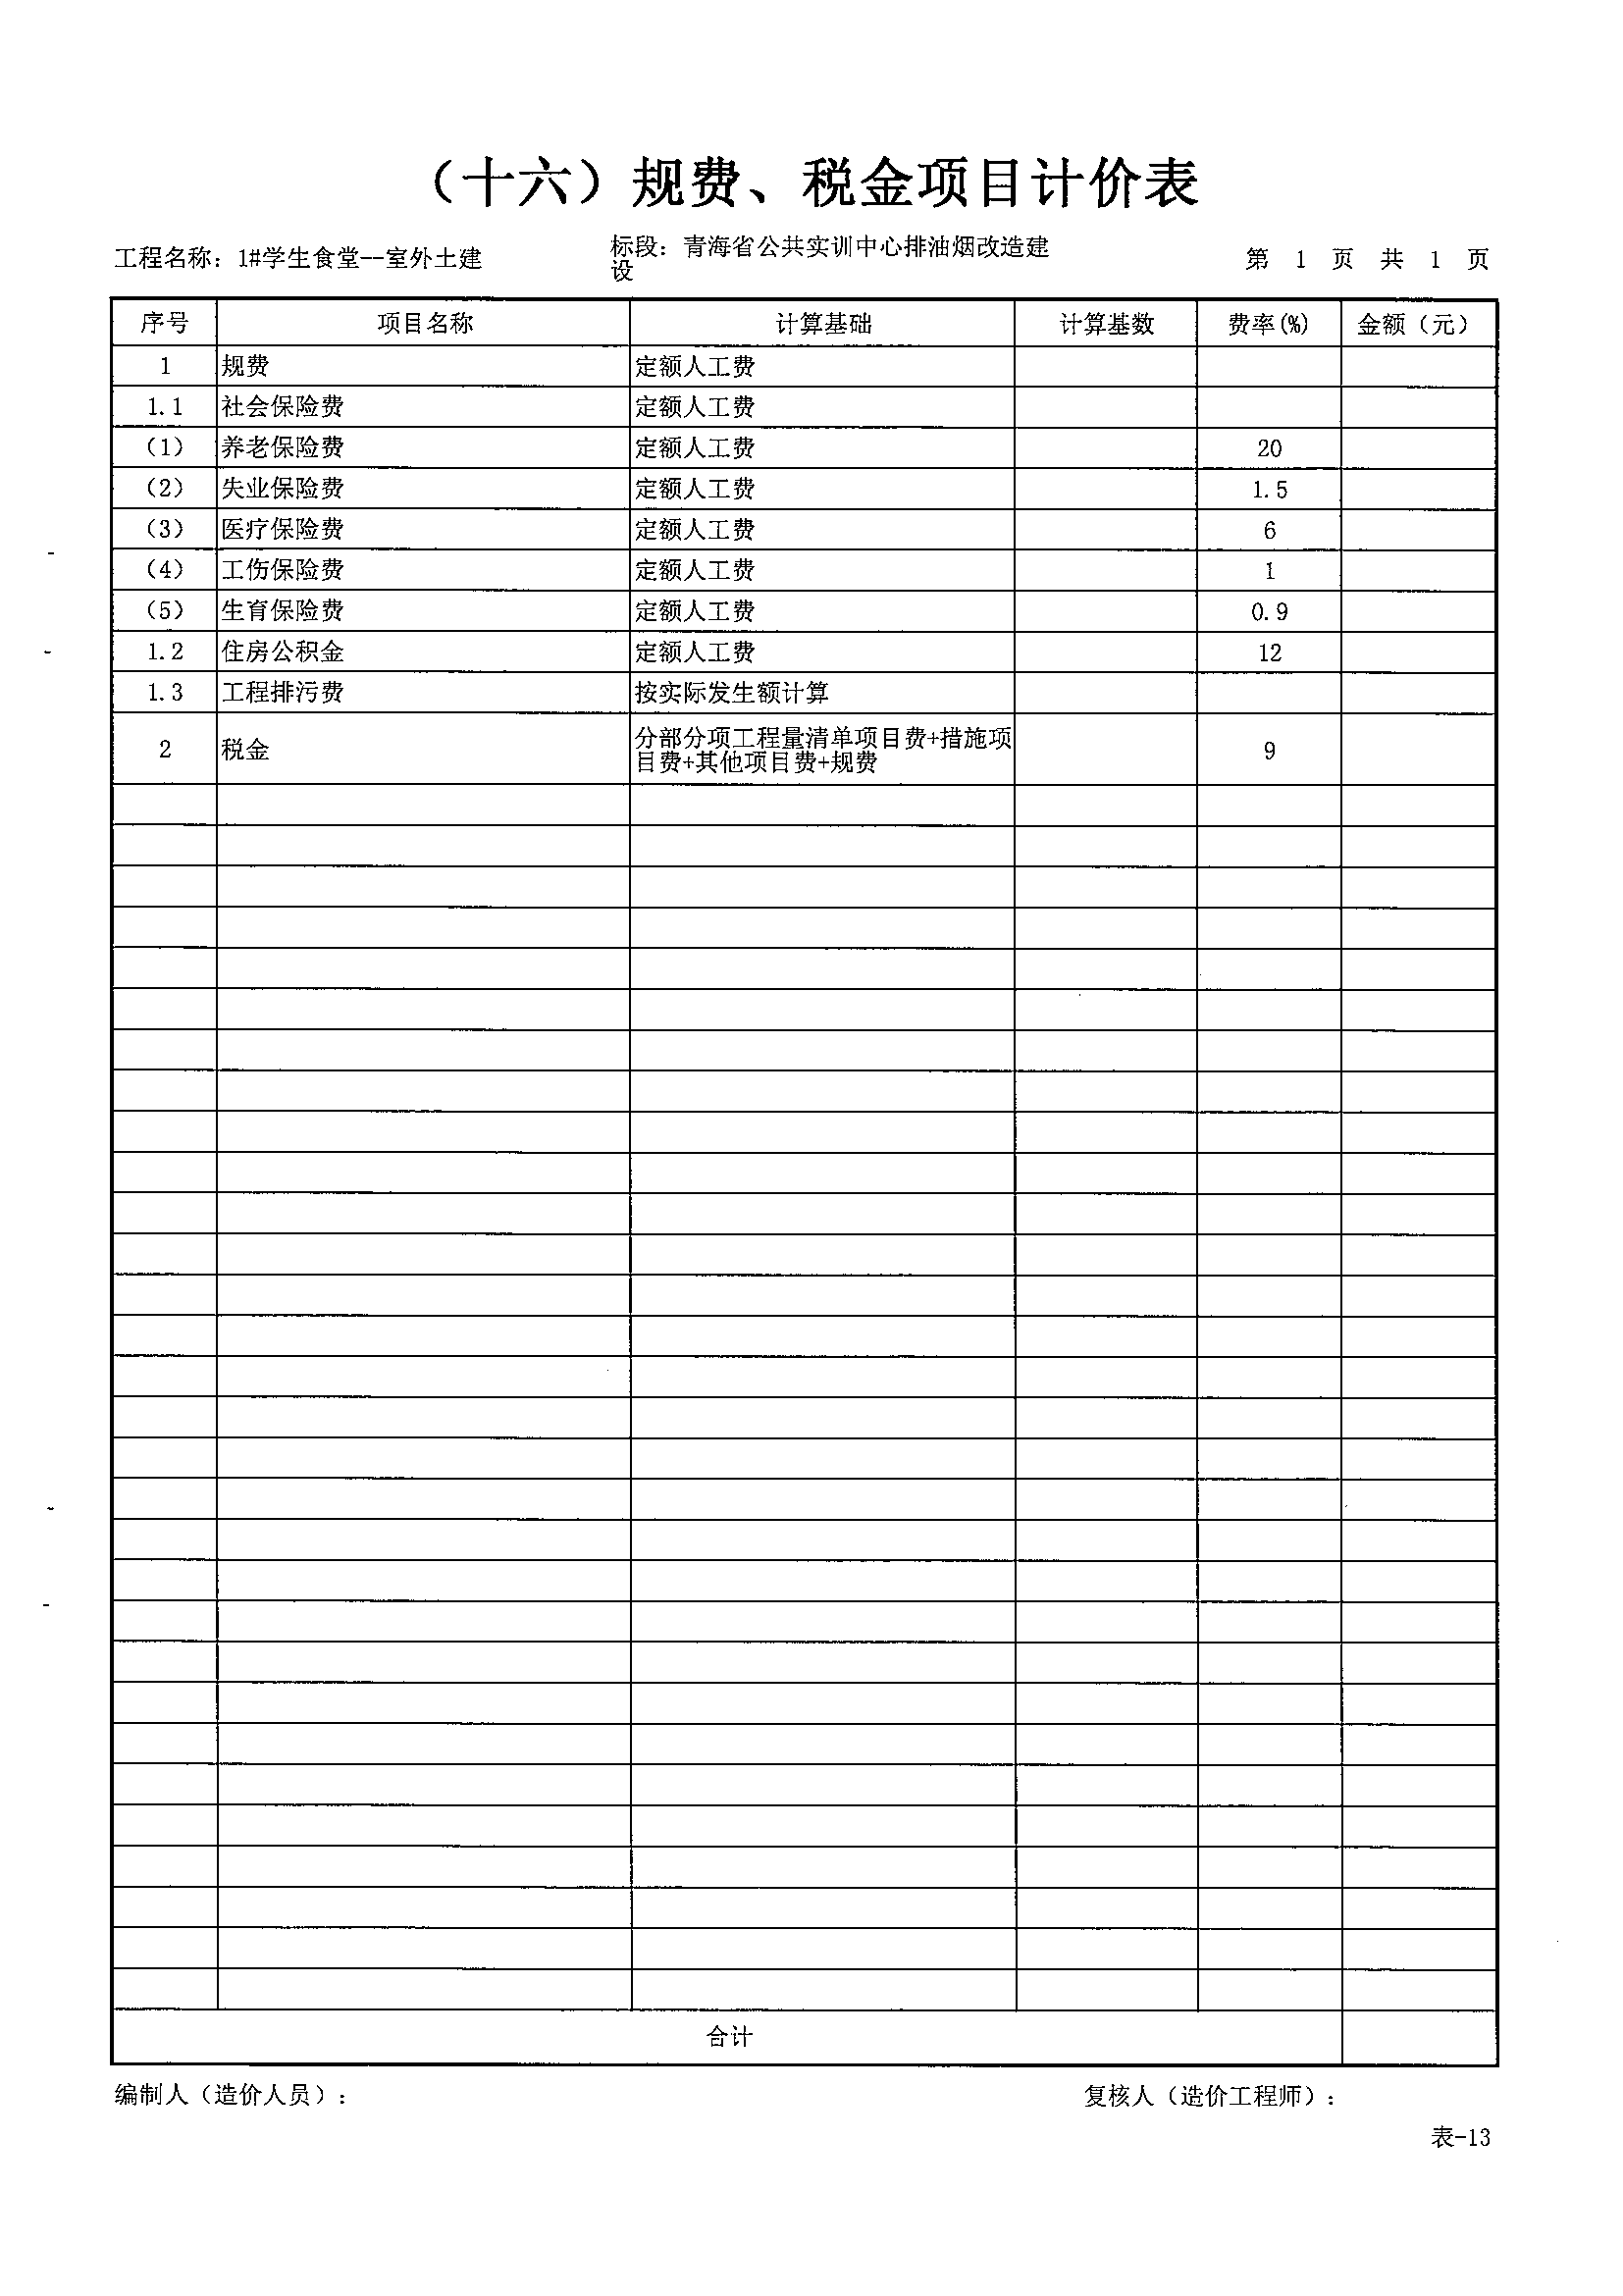 （十六）规费、税金项目计价表
工程名称：1#学生食堂--室外土建
标段：青海省公共实训中心排油烟改造建
设
第 1 页 共 1 页
序号 项目名称 计算基础 计算基数 费率(%) 金额（元）
1 规费 定额人工费
1.1 社会保险费 定额人工费
（1） 养老保险费 定额人工费 20
（2） 失业保险费 定额人工费 1.5
（3） 医疗保险费 定额人工费 6
（4） 工伤保险费 定额人工费 1
（5） 生育保险费 定额人工费 0.9
1.2 住房公积金 定额人工费 12
1.3 工程排污费 按实际发生额计算
2 税金 分部分项工程量清单项目费+措施项
目费+其他项目费+规费 9
合计
编制人（造价人员）： 复核人（造价工程师）：
表-13